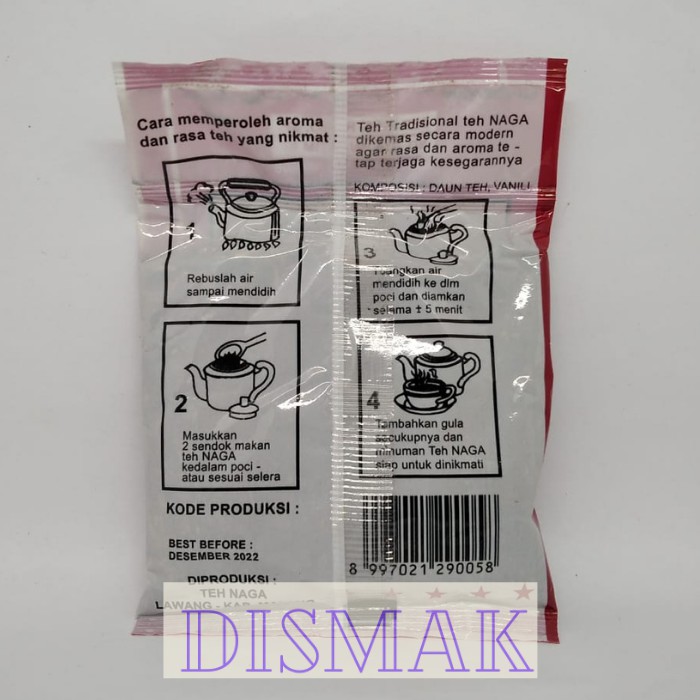 Cara memperoleh aroma
dan rasa teh yang nikmat :
Teh Tradisional teh NAGA
dikemas secara modern
agar rasa dan aroma te -
tap terjaga kesegarannya
KOMPOSISI : DAUN TEH, VANILI
1
Rebuslah air
sampai mendidih
2
Masukkan
2 sendok makan
teh NAGA
kedalam poci -
atau sesuai selera
3
Tuangkan air
mendidih ke dlm
poci dan diamkan
selama ± 5 menit
4
Tambahkan gula
secukupnya dan
minuman Teh NAGA
siap untuk dinikmati
KODE PRODUKSI :
BEST BEFORE :
DESEMBER 2022
DIPRODUKSI :
TEH NAGA
LAWANG - KAB.
8 997021 290058
DISMAK